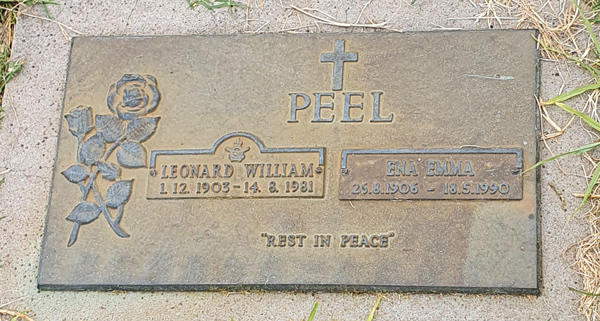 PEEL
LEONARD WILLIAM
1.12.1903 - 14.8.1981
ENA EMMA
25.8.1906 - 18.5.1990
"REST IN PEACE"